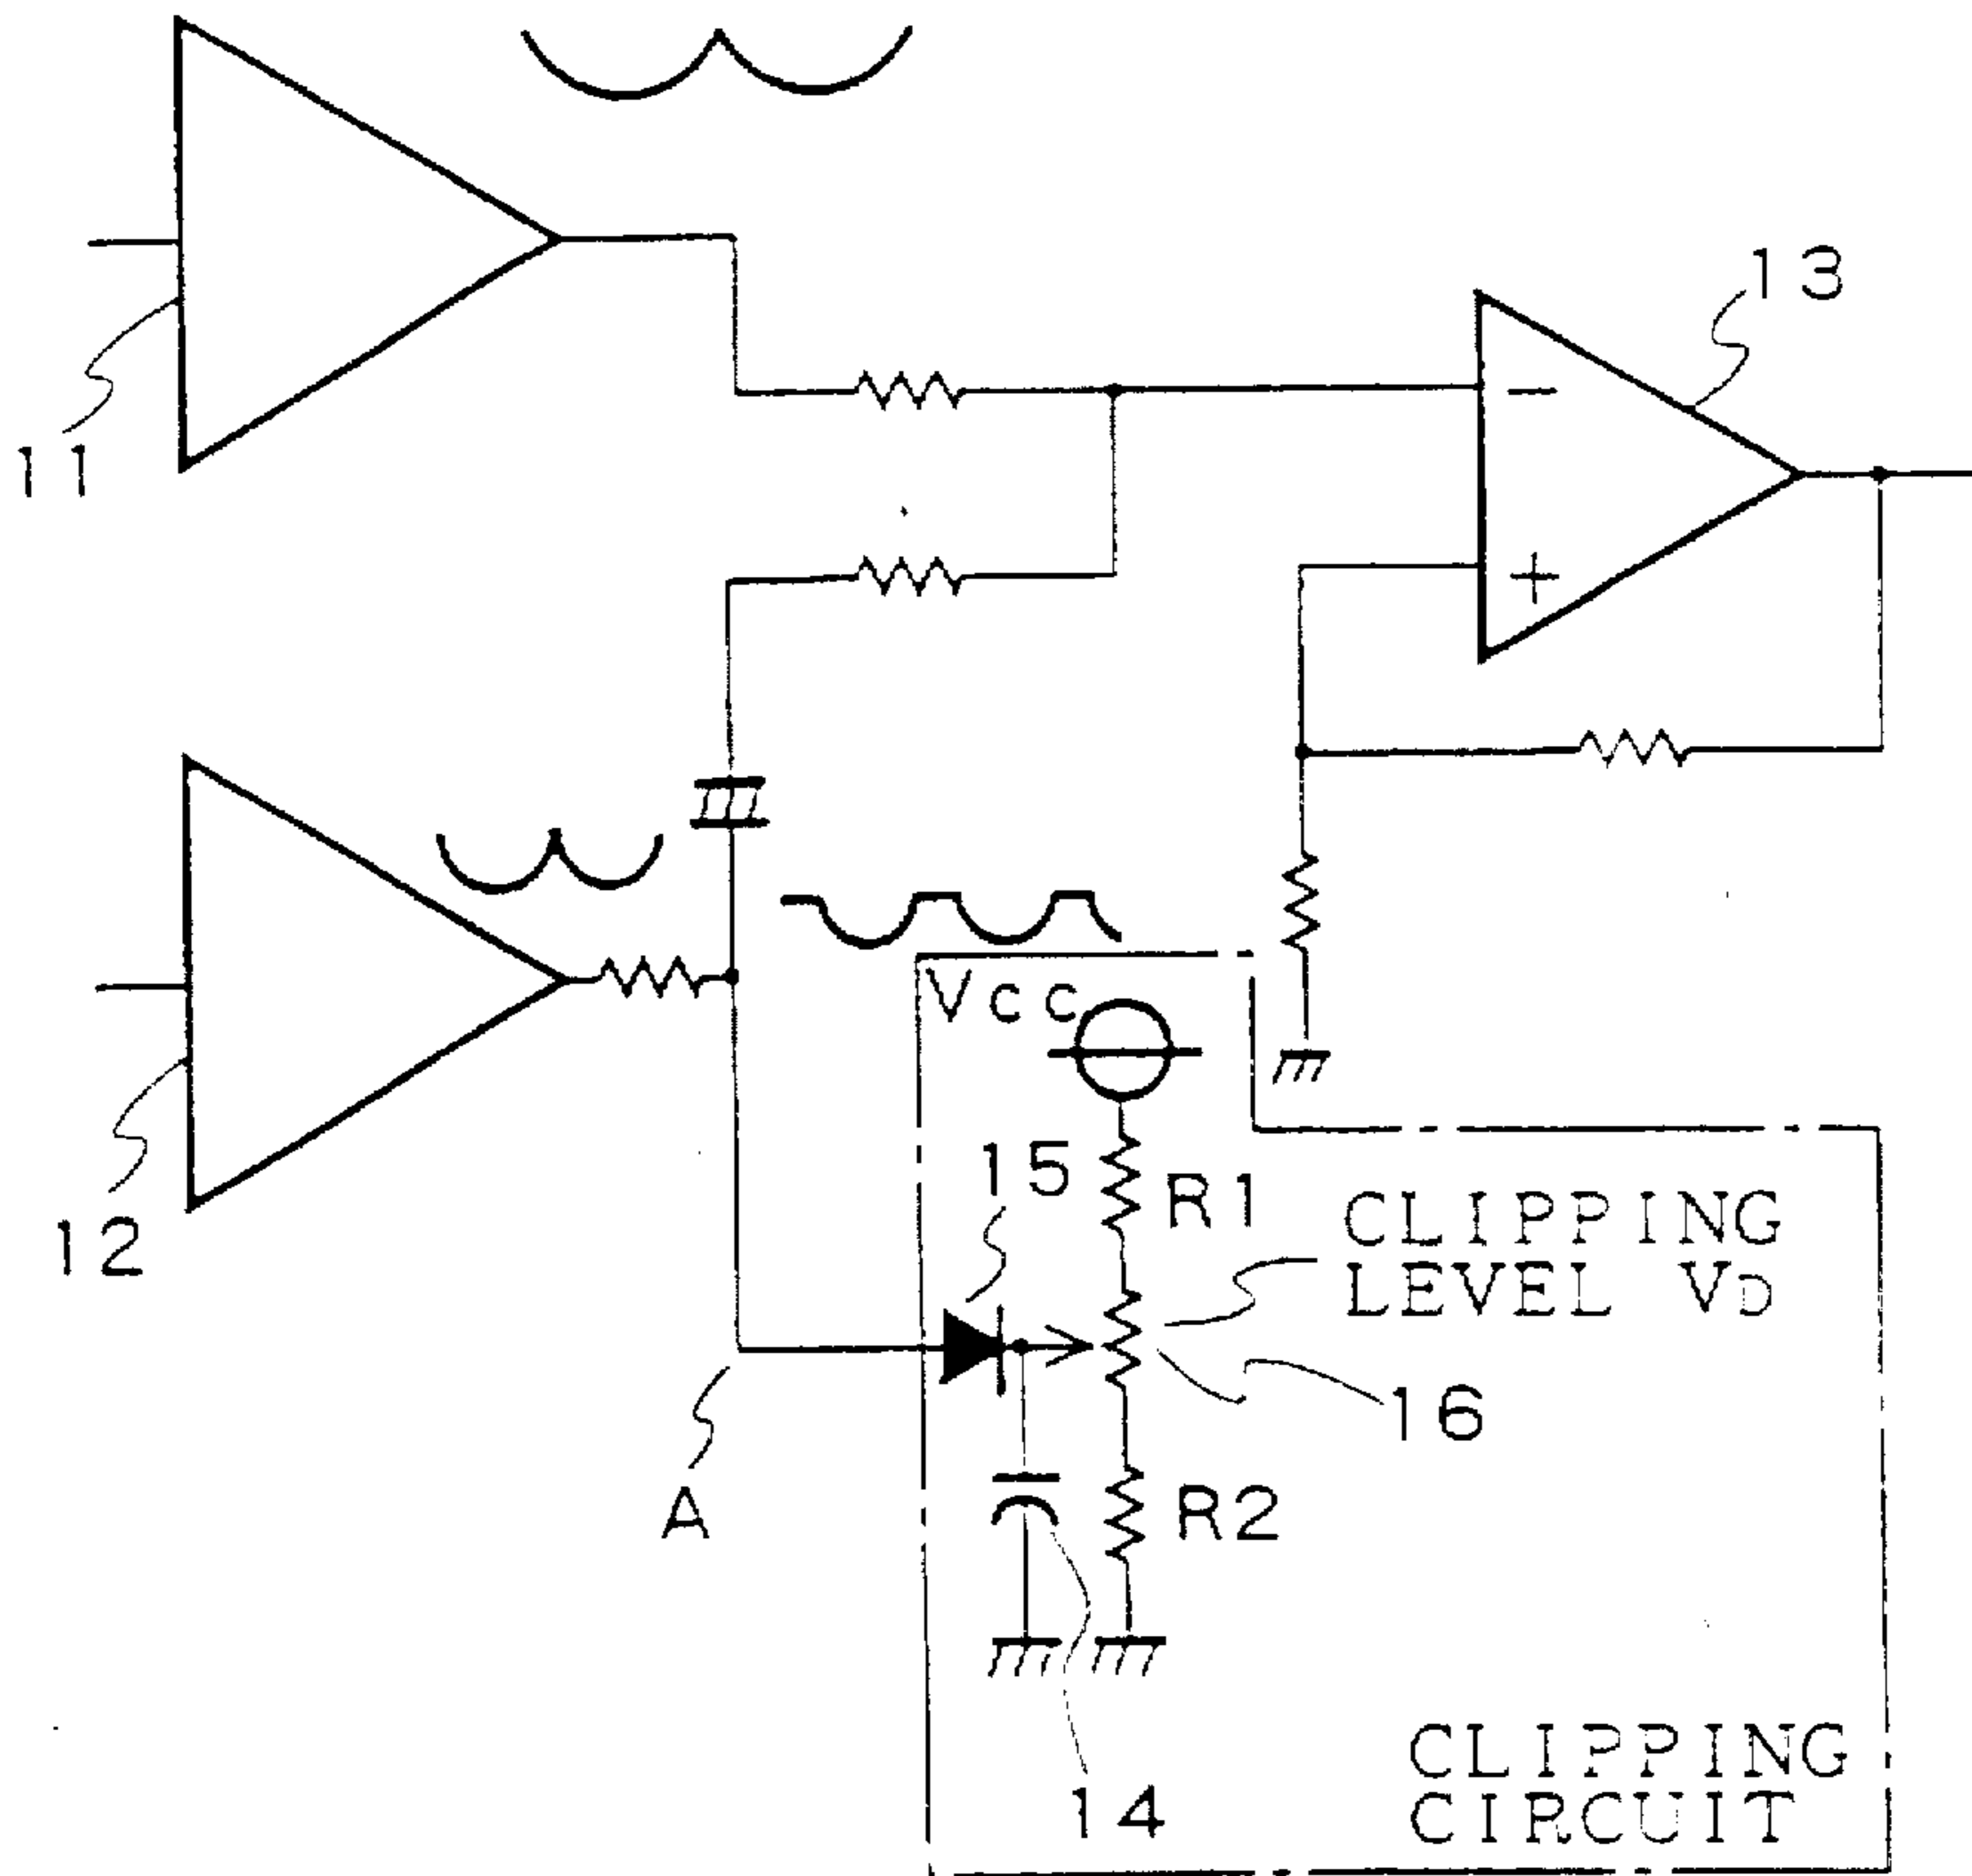 13
11
−
+
Vcc
15
R1
CLIPPING
LEVEL VD
12
16
A
R2
14
CLIPPING
CIRCUIT